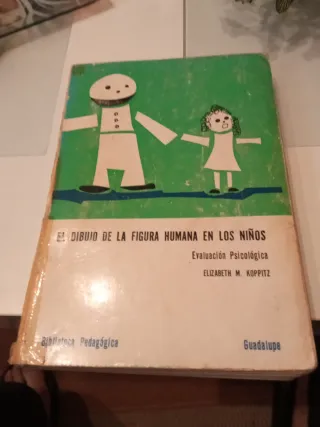 EL DIBUJO DE LA FIGURA HUMANA EN LOS NIÑOS
Evaluación Psicológica
ELIZABETH M. KOPPITZ
Biblioteca Pedagógica
Guadalupe